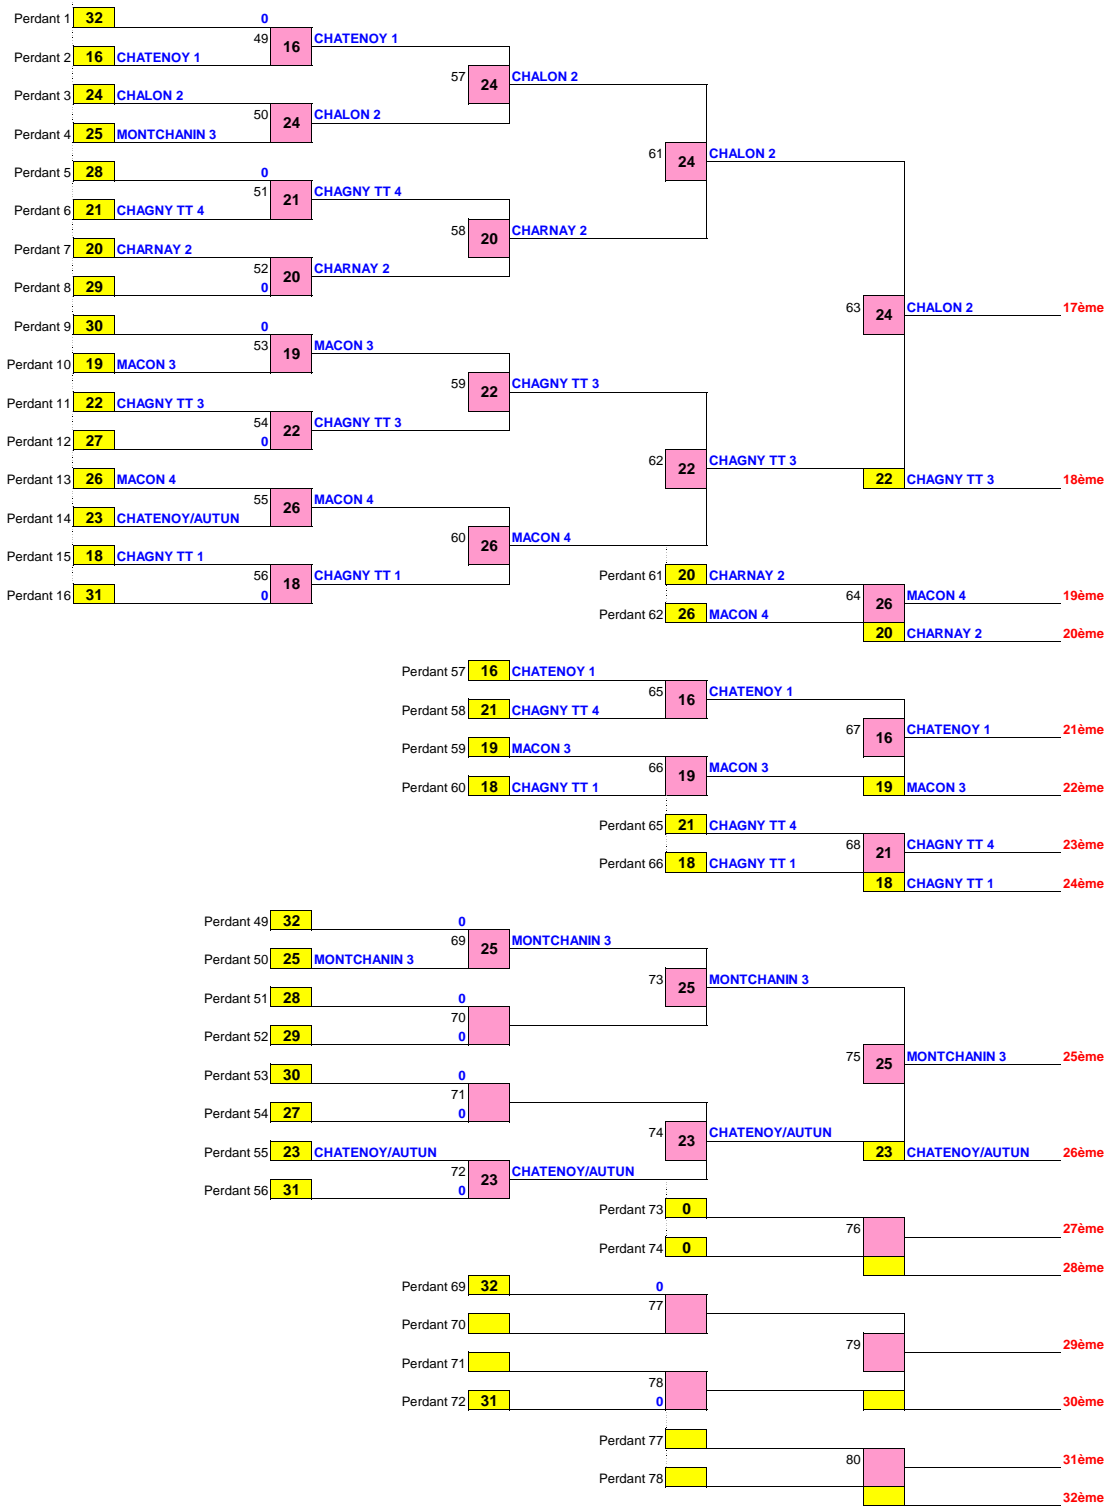 Perdant 1 32 0
49 16 CHATENOY 1
Perdant 2 16 CHATENOY 1
57 24 CHALON 2
Perdant 3 24 CHALON 2
50 24 CHALON 2
Perdant 4 25 MONTCHANIN 3
61 24 CHALON 2
Perdant 5 28 0
51 21 CHAGNY TT 4
Perdant 6 21 CHAGNY TT 4
58 20 CHARNAY 2
Perdant 7 20 CHARNAY 2
52 20 CHARNAY 2
Perdant 8 29 0
63 24 CHALON 2 17ème
Perdant 9 30 0
53 19 MACON 3
Perdant 10 19 MACON 3
59 22 CHAGNY TT 3
Perdant 11 22 CHAGNY TT 3
54 22 CHAGNY TT 3
Perdant 12 27 0
62 22 CHAGNY TT 3
Perdant 13 26 MACON 4
22 CHAGNY TT 3 18ème
55 26 MACON 4
Perdant 14 23 CHATENOY/AUTUN
60 26 MACON 4
Perdant 15 18 CHAGNY TT 1
56 18 CHAGNY TT 1
Perdant 16 31 0
Perdant 61 20 CHARNAY 2
64 26 MACON 4 19ème
Perdant 62 26 MACON 4
20 CHARNAY 2 20ème
Perdant 57 16 CHATENOY 1
65 16 CHATENOY 1
Perdant 58 21 CHAGNY TT 4
67 16 CHATENOY 1 21ème
Perdant 59 19 MACON 3
66 19 MACON 3
Perdant 60 18 CHAGNY TT 1
19 MACON 3 22ème
Perdant 65 21 CHAGNY TT 4
68 21 CHAGNY TT 4 23ème
Perdant 66 18 CHAGNY TT 1
18 CHAGNY TT 1 24ème
Perdant 49 32 0
69 25 MONTCHANIN 3
Perdant 50 25 MONTCHANIN 3
73 25 MONTCHANIN 3
Perdant 51 28 0
70
Perdant 52 29 0
75 25 MONTCHANIN 3 25ème
Perdant 53 30 0
71
Perdant 54 27 0
74 23 CHATENOY/AUTUN
Perdant 55 23 CHATENOY/AUTUN
23 CHATENOY/AUTUN 26ème
72 23 CHATENOY/AUTUN
Perdant 56 31 0
Perdant 73 0
76 27ème
Perdant 74 0
28ème
Perdant 69 32 0
77
Perdant 70
79 29ème
Perdant 71
78
Perdant 72 31 0
30ème
Perdant 77
80 31ème
Perdant 78
32ème